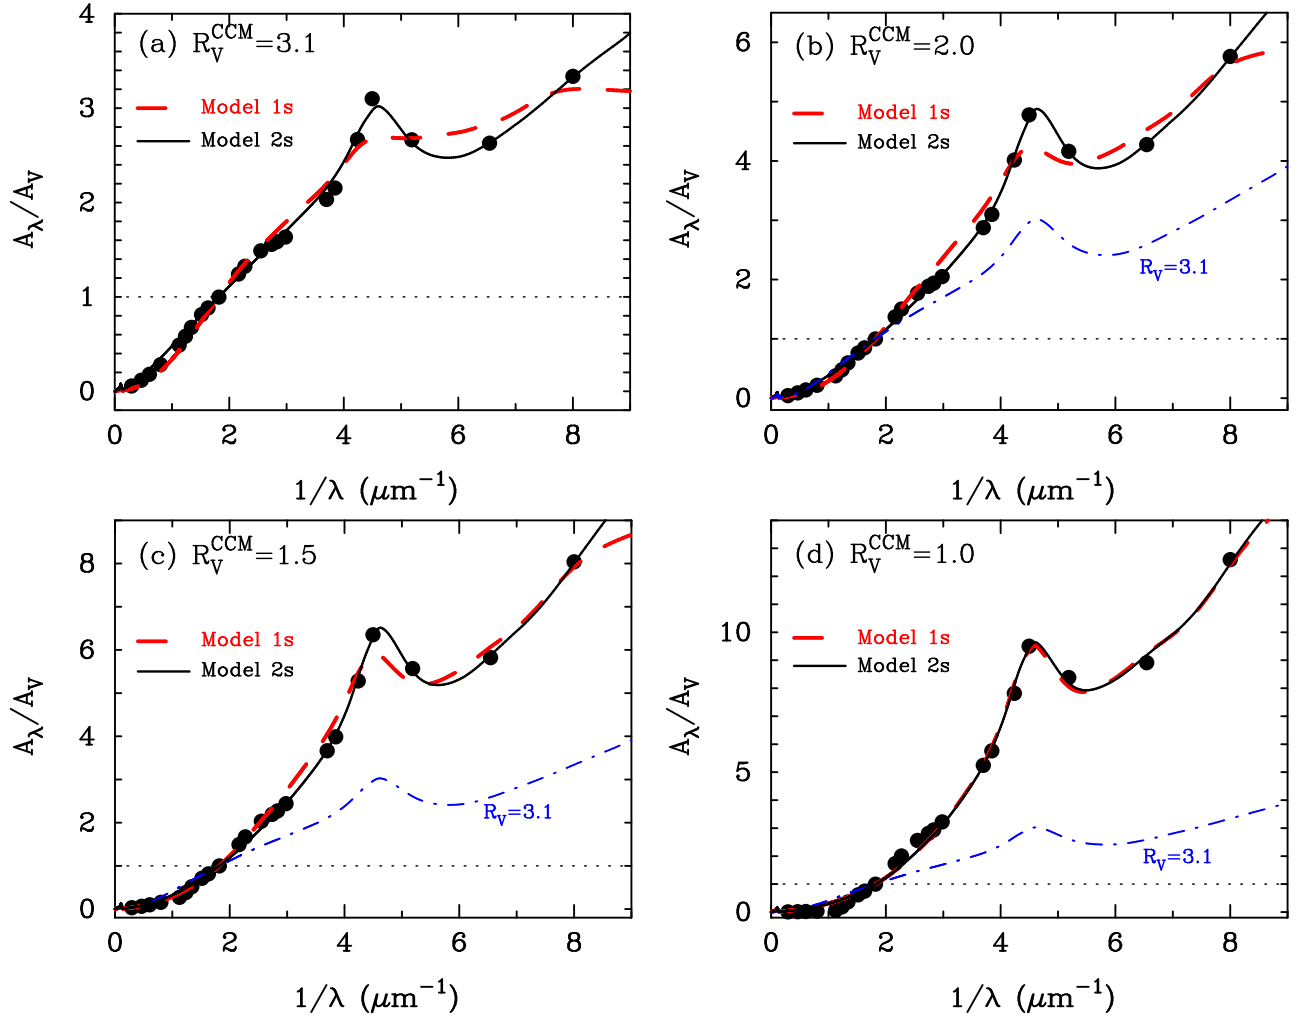 (a) R_V^CCM=3.1
Model 1s
Model 2s
4
3
2
1
0
A_λ/A_V
0 2 4 6 8
1/λ (μm⁻¹)
(b) R_V^CCM=2.0
Model 1s
Model 2s
R_V=3.1
6
4
2
0
A_λ/A_V
0 2 4 6 8
1/λ (μm⁻¹)
(c) R_V^CCM=1.5
Model 1s
Model 2s
R_V=3.1
8
6
4
2
0
A_λ/A_V
0 2 4 6 8
1/λ (μm⁻¹)
(d) R_V^CCM=1.0
Model 1s
Model 2s
R_V=3.1
10
5
0
A_λ/A_V
0 2 4 6 8
1/λ (μm⁻¹)